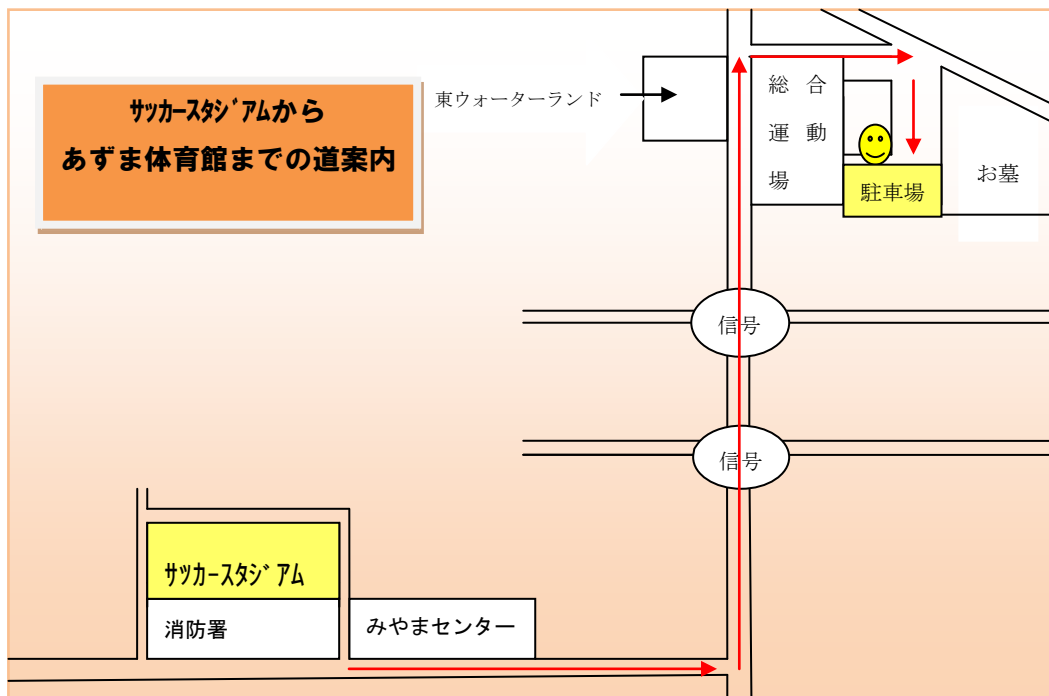 サッカースタジアムから
あずま体育館までの道案内
東ウォーターランド
総 合
運 動
場
お墓
駐車場
信号
信号
サッカースタジアム
消防署
みやまセンター